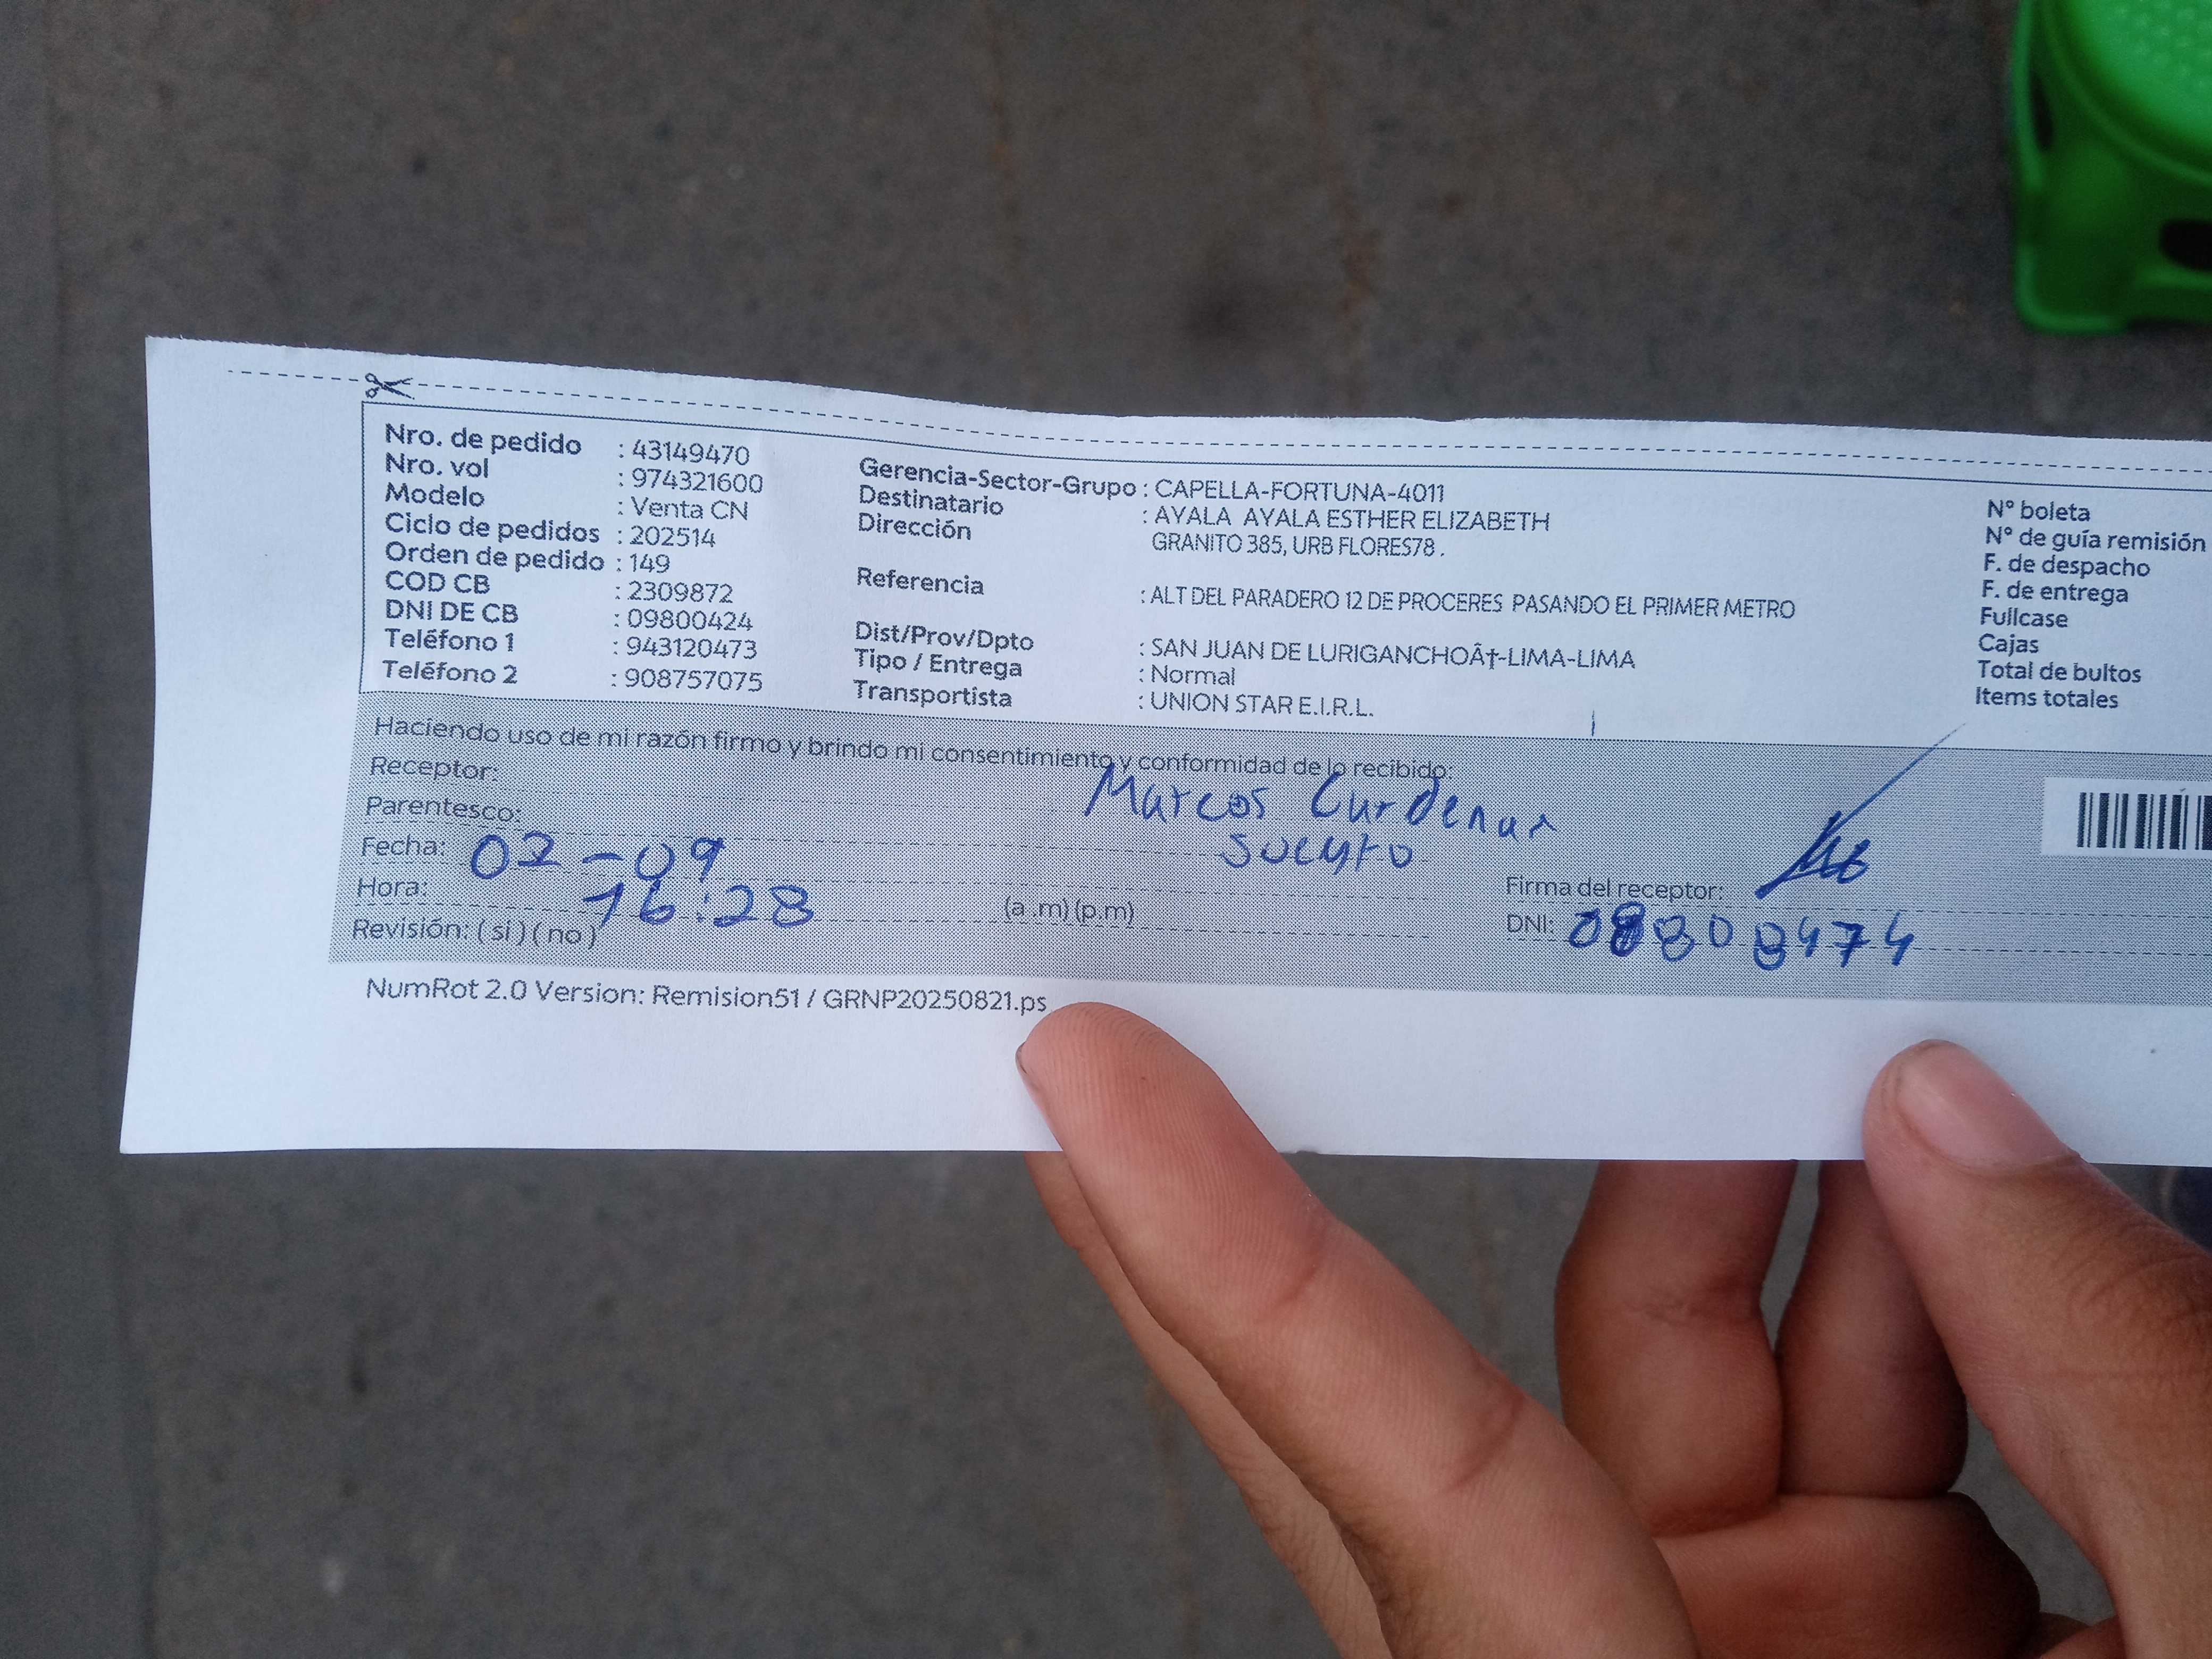 Nro. de pedido : 43149470
Nro. vol : 974321600
Modelo : Venta CN
Ciclo de pedidos : 202514
Orden de pedido : 149
COD CB : 2309872
DNI DE CB : 09800424
Teléfono 1 : 943120473
Teléfono 2 : 908757075
Gerencia-Sector-Grupo : CAPELLA-FORTUNA-4011
Destinatario : AYALA AYALA ESTHER ELIZABETH
Dirección GRANITO 385, URB FLORES78 .
Referencia : ALT DEL PARADERO 12 DE PROCERES PASANDO EL PRIMER METRO
Dist/Prov/Dpto : SAN JUAN DE LURIGANCHOÂ†-LIMA-LIMA
Tipo / Entrega : Normal
Transportista : UNION STAR E.I.R.L.
N° boleta
N° de guía remisión
F. de despacho
F. de entrega
Fullcase
Cajas
Total de bultos
Items totales
Haciendo uso de mi razón firmo y brindo mi consentimiento y conformidad de lo recibido:
Receptor: Marcos
Parentesco:
Fecha: 02-09
Hora: 16:28 (a .m) (p.m)
Revisión: ( si ) ( no )
Firma del receptor:
DNI:
NumRot 2.0 Version: Remision51 / GRNP20250821.ps